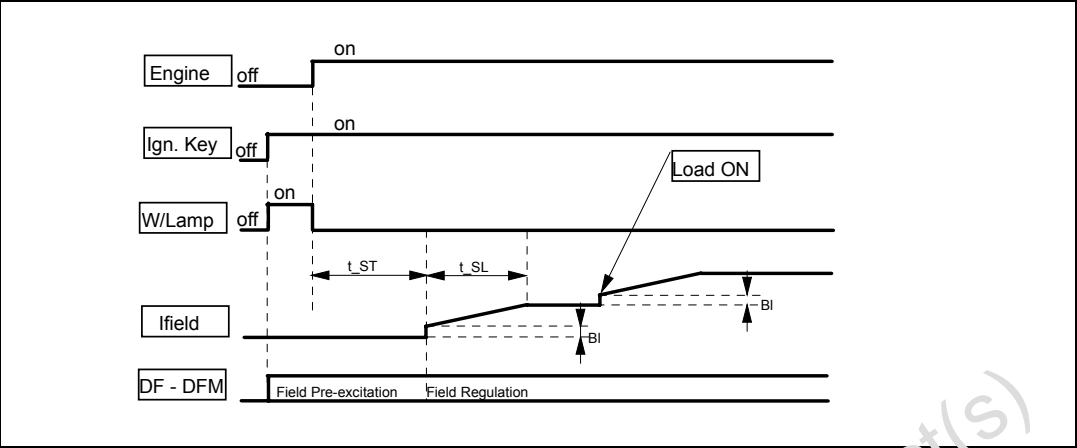 on
Engine
off
on
Ign. Key
off
on
W/Lamp
off
Load ON
t_ST
t_SL
BI
Ifield
BI
DF - DFM
Field Pre-excitation
Field Regulation
t(s)